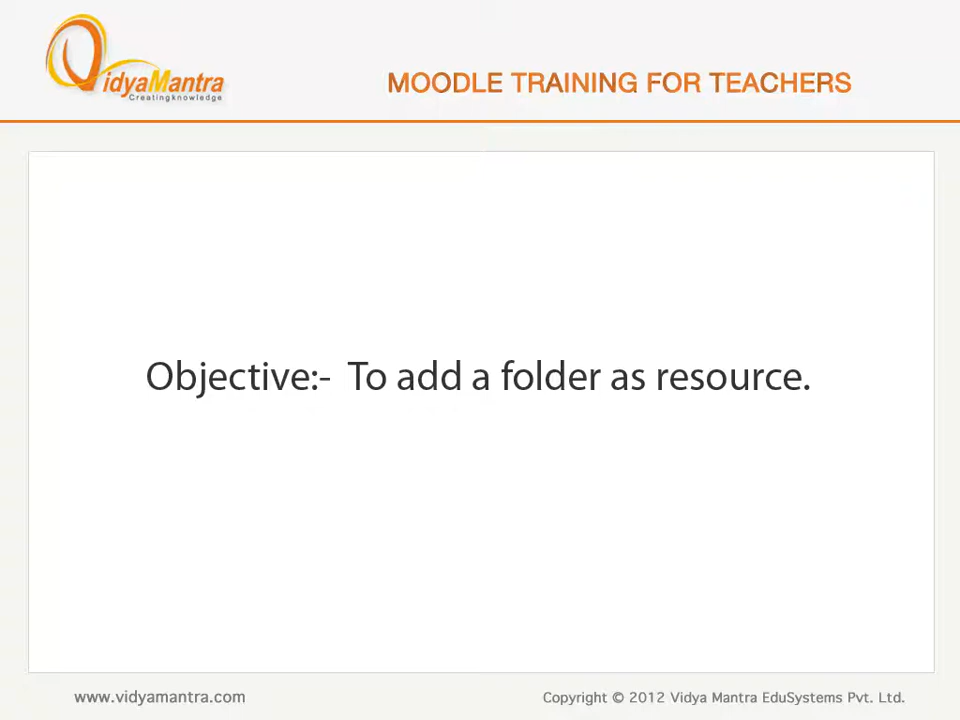 VidyaMantra
Creatingknowledge
MOODLE TRAINING FOR TEACHERS
Objective:- To add a folder as resource.
www.vidyamantra.com
Copyright © 2012 Vidya Mantra EduSystems Pvt. Ltd.